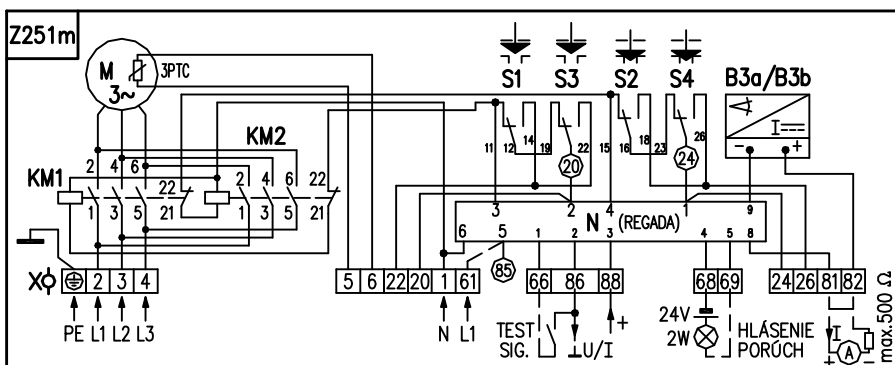 Z251m
M
3~
3PTC
S1
S3
S2
S4
B3a/B3b
I
− +
KM1
KM2
2 4 6
22
2 4 6
22
1 3 5
21
1 3 5
21
11 12 14 19 22 15 16 18 23 26
20
24
3 2 4 1 9
N (REGADA)
6 5 1 2 3 4 5 8
85
X
2 3 4
5 6 22 20 1 61
66 86 88
68 69
24 26 81 82
PE L1 L2 L3
N L1
TEST
SIG.
U/I
+
24V
2W
HLÁSENIE
PORÚCH
I
A
+ −
max.500 Ω